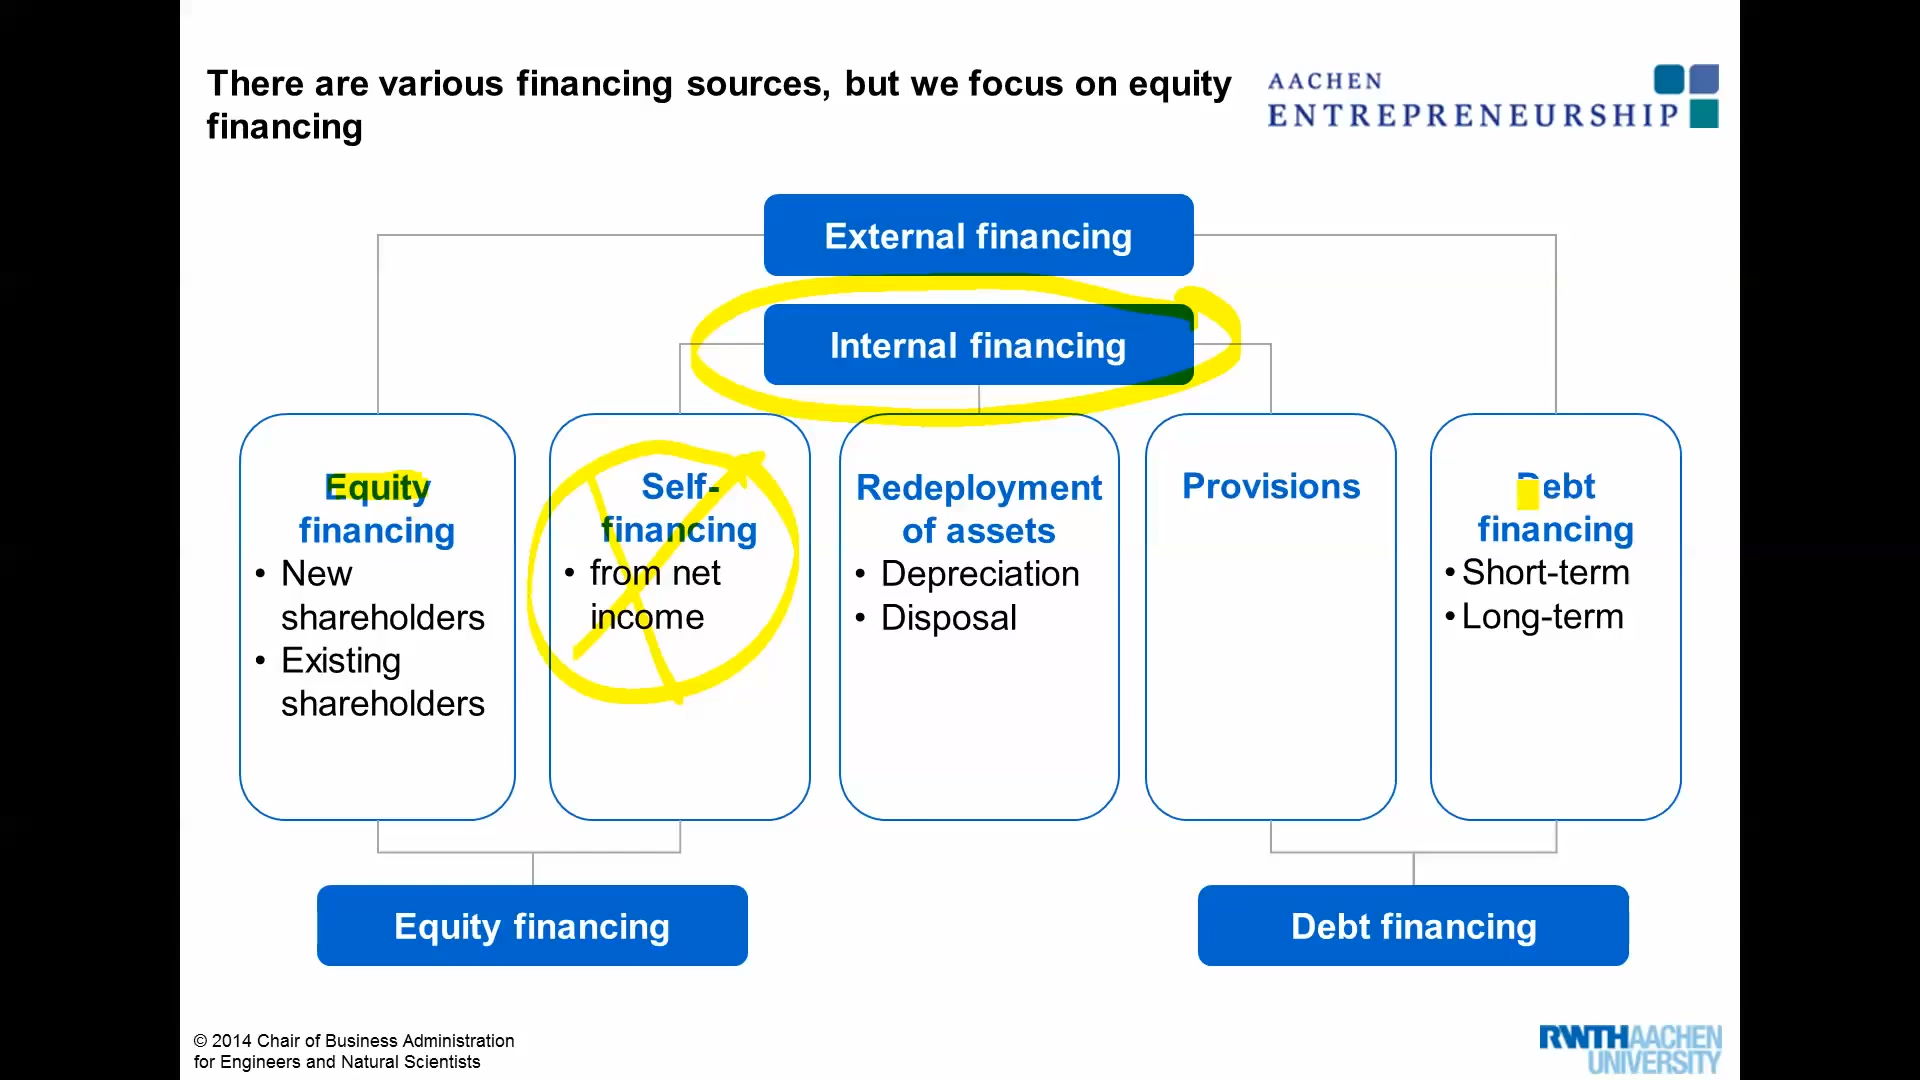 There are various financing sources, but we focus on equity
financing
AACHEN
ENTREPRENEURSHIP
External financing
Internal financing
Equity
financing
• New
shareholders
• Existing
shareholders
Self-
financing
• from net
income
Redeployment
of assets
• Depreciation
• Disposal
Provisions
Debt
financing
• Short-term
• Long-term
Equity financing
Debt financing
© 2014 Chair of Business Administration
for Engineers and Natural Scientists
RWTHAACHEN
UNIVERSITY